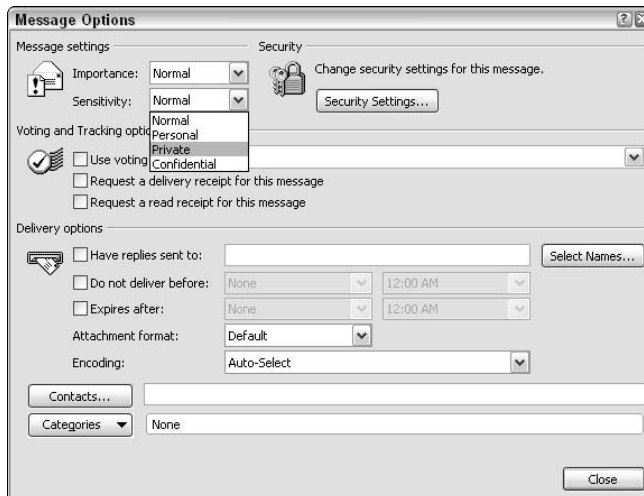 Message Options
Message settings
Security
Importance: Normal
Change security settings for this message.
Sensitivity: Normal
Security Settings...
Normal
Personal
Private
Confidential
Voting and Tracking optio
Use voting
Request a delivery receipt for this message
Request a read receipt for this message
Delivery options
Have replies sent to:
Select Names...
Do not deliver before: None 12:00 AM
Expires after: None 12:00 AM
Attachment format: Default
Encoding: Auto-Select
Contacts...
Categories None
Close